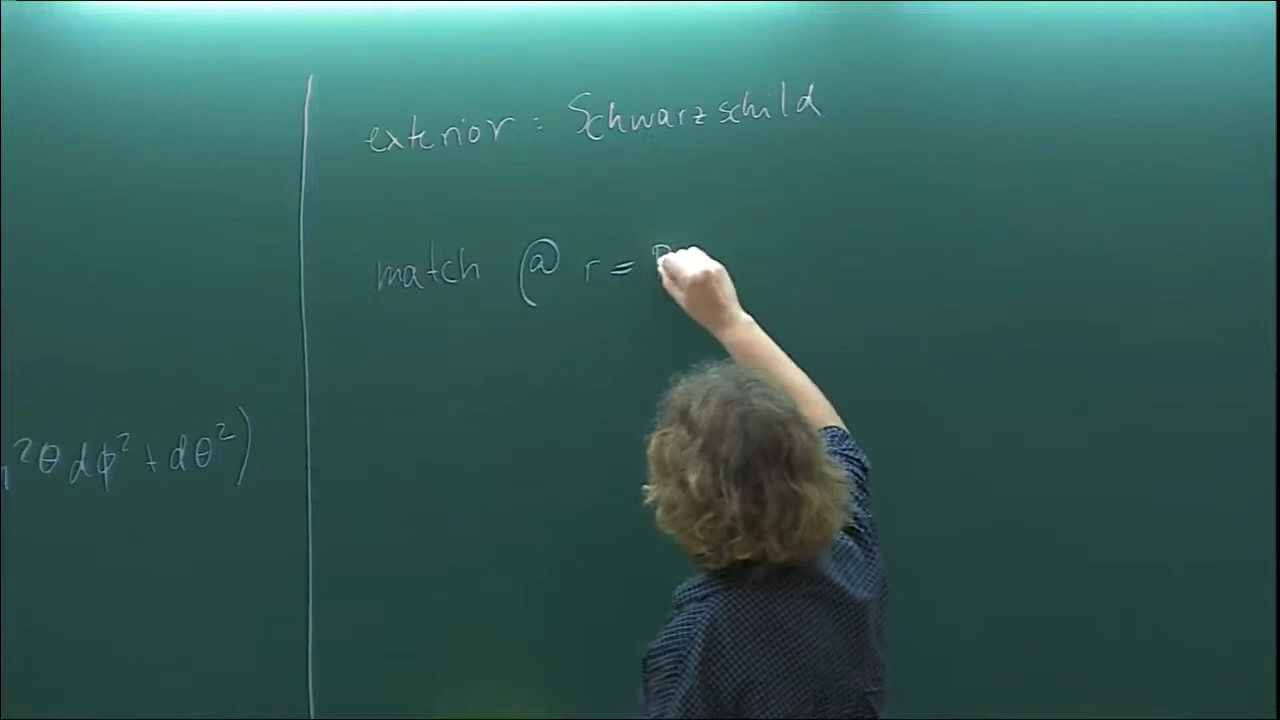 exterior : Schwarzschild
match @ r =
²θ dϕ² + dθ²)